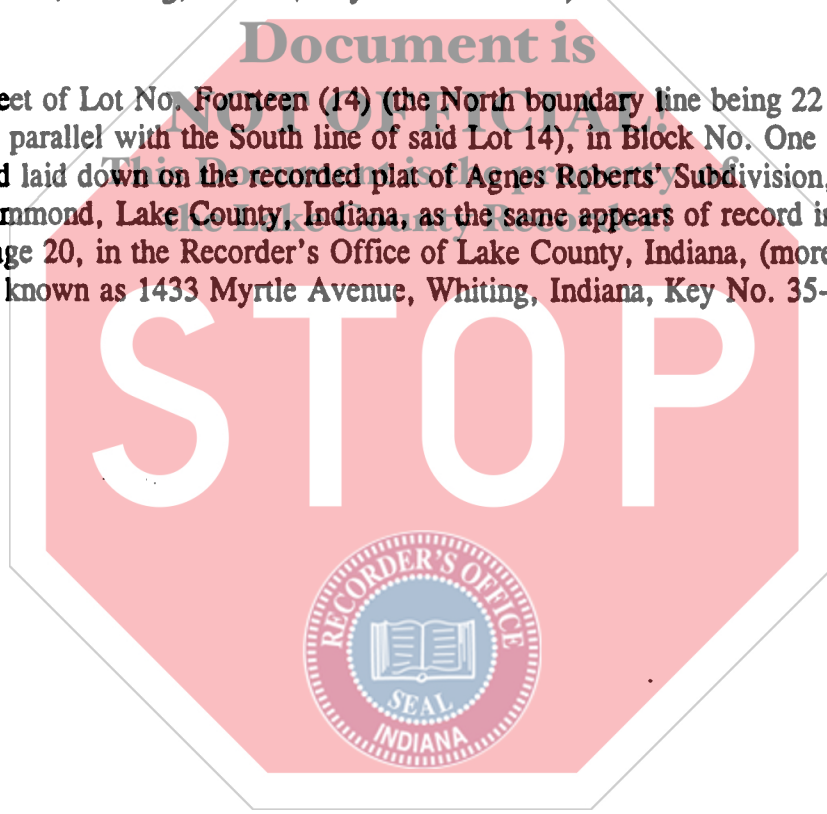 Document is
NOT OFFICIAL!
eet of Lot No. Fourteen (14) (the North boundary line being 22
parallel with the South line of said Lot 14), in Block No. One
d laid down on the recorded plat of Agnes Roberts' Subdivision,
This Document is the property of
mmond, Lake County, Indiana, as the same appears of record in
the Lake County Recorder!
ge 20, in the Recorder's Office of Lake County, Indiana, (more
known as 1433 Myrtle Avenue, Whiting, Indiana, Key No. 35-
STOP
RECORDER'S OFFICE
SEAL
INDIANA